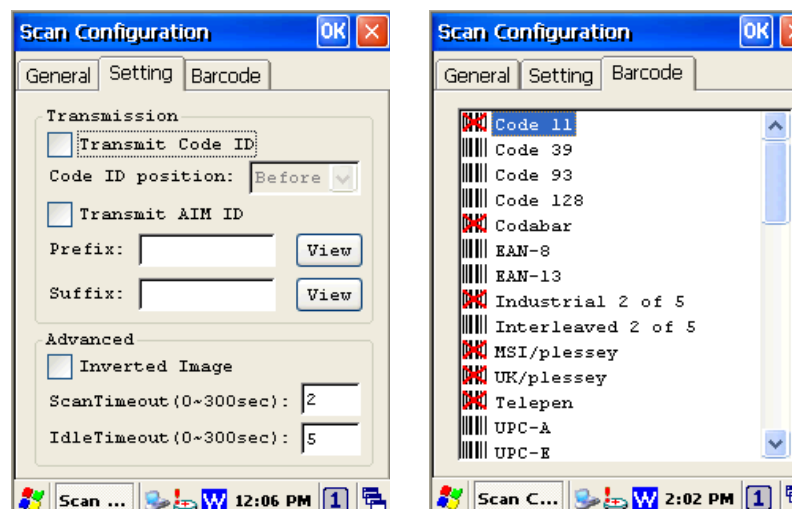 Scan Configuration OK
General Setting Barcode
Transmission
Transmit Code ID
Code ID position: Before
Transmit AIM ID
Prefix: View
Suffix: View
Advanced
Inverted Image
ScanTimeout(0~300sec): 2
IdleTimeout(0~300sec): 5
Scan ... W 12:06 PM 1
Scan Configuration OK
General Setting Barcode
Code 11
Code 39
Code 93
Code 128
Codabar
EAN-8
EAN-13
Industrial 2 of 5
Interleaved 2 of 5
MSI/plessey
UK/plessey
Telepen
UPC-A
UPC-E
Scan C... W 2:02 PM 1